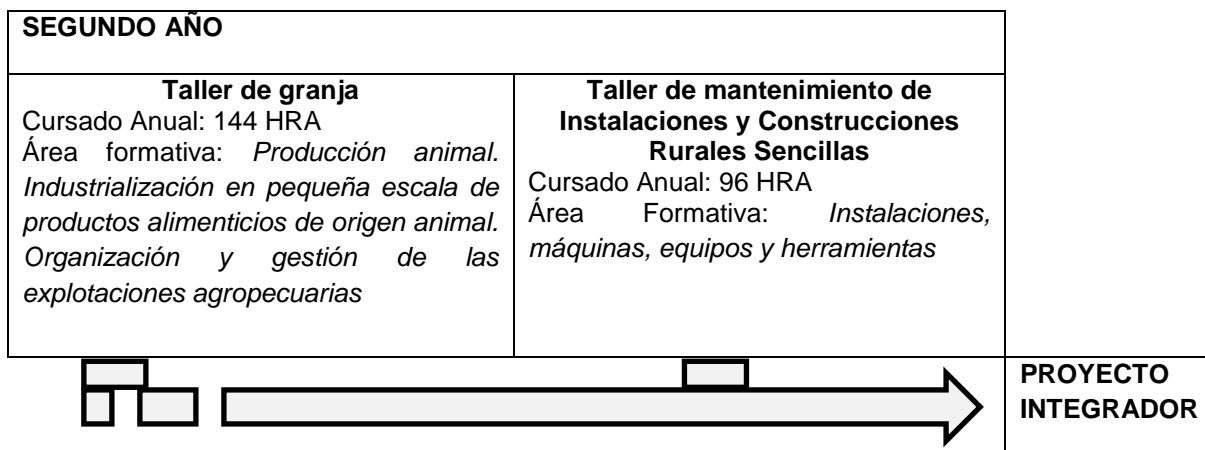 SEGUNDO AÑO
Taller de granja
Cursado Anual: 144 HRA
Área formativa: Producción animal.
Industrialización en pequeña escala de
productos alimenticios de origen animal.
Organización y gestión de las
explotaciones agropecuarias
Taller de mantenimiento de
Instalaciones y Construcciones
Rurales Sencillas
Cursado Anual: 96 HRA
Área Formativa: Instalaciones,
máquinas, equipos y herramientas
PROYECTO
INTEGRADOR